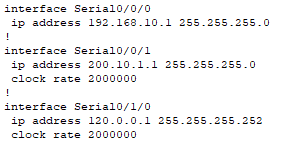 interface Serial0/0/0
 ip address 192.168.10.1 255.255.255.0
!
interface Serial0/0/1
 ip address 200.10.1.1 255.255.255.0
 clock rate 2000000
!
interface Serial0/1/0
 ip address 120.0.0.1 255.255.255.252
 clock rate 2000000